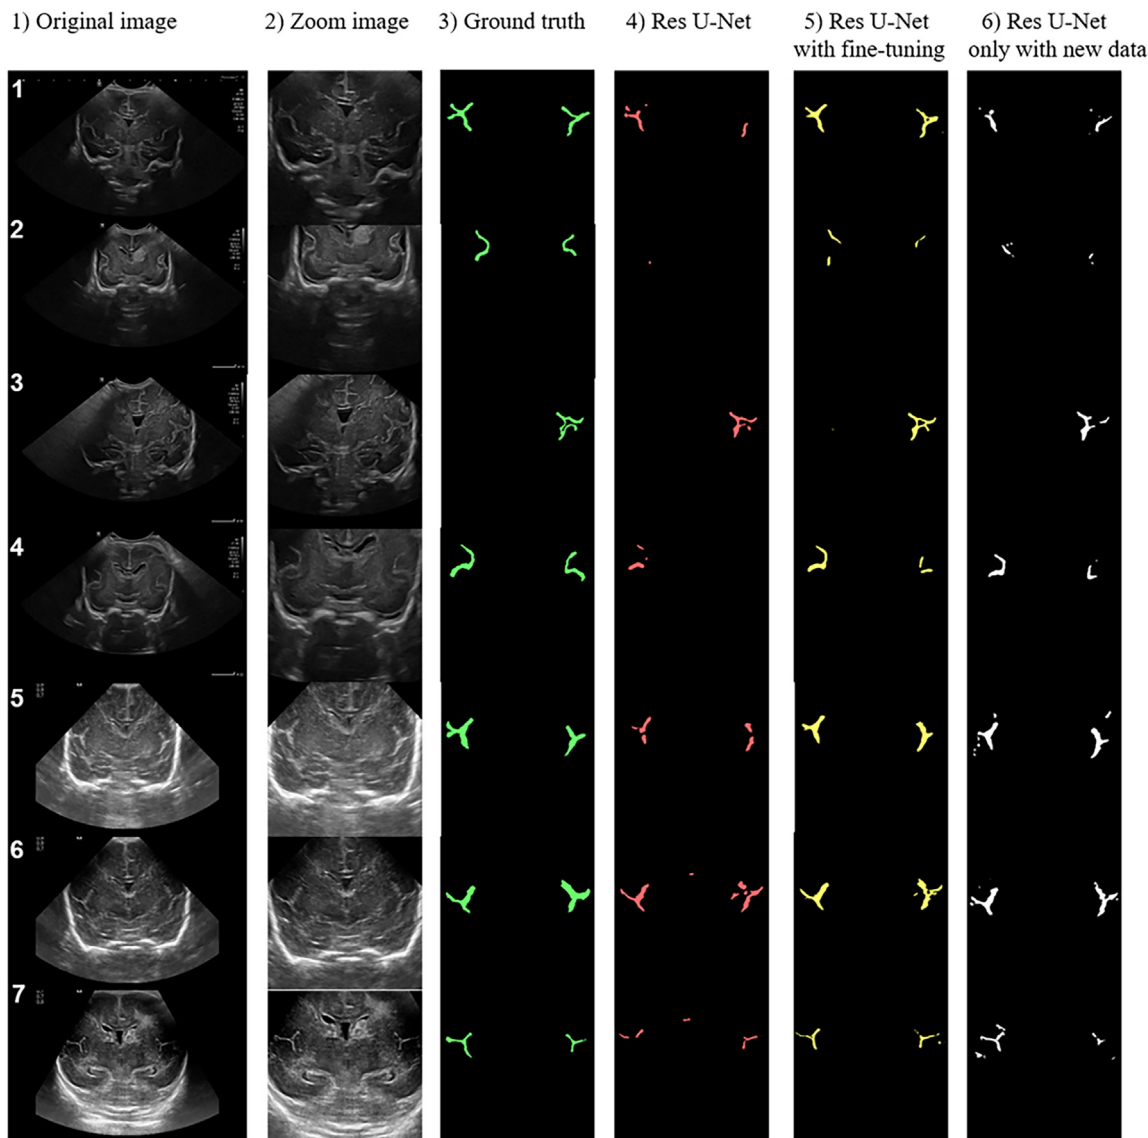 1) Original image
2) Zoom image
3) Ground truth
4) Res U-Net
5) Res U-Net
with fine-tuning
6) Res U-Net
only with new data
1
2
3
4
5
6
7